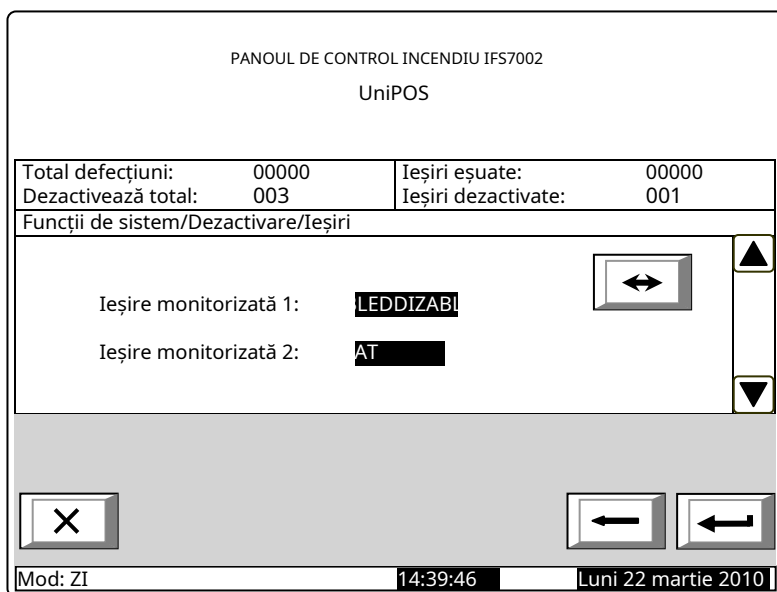 PANOUL DE CONTROL INCENDIU IFS7002
UniPOS
Total defecțiuni: 00000 Ieșiri eșuate: 00000
Dezactivează total: 003 Ieșiri dezactivate: 001
Funcții de sistem/Dezactivare/Ieșiri
Ieșire monitorizată 1: LEDDIZABL
Ieșire monitorizată 2: AT
Mod: ZI 14:39:46 Luni 22 martie 2010